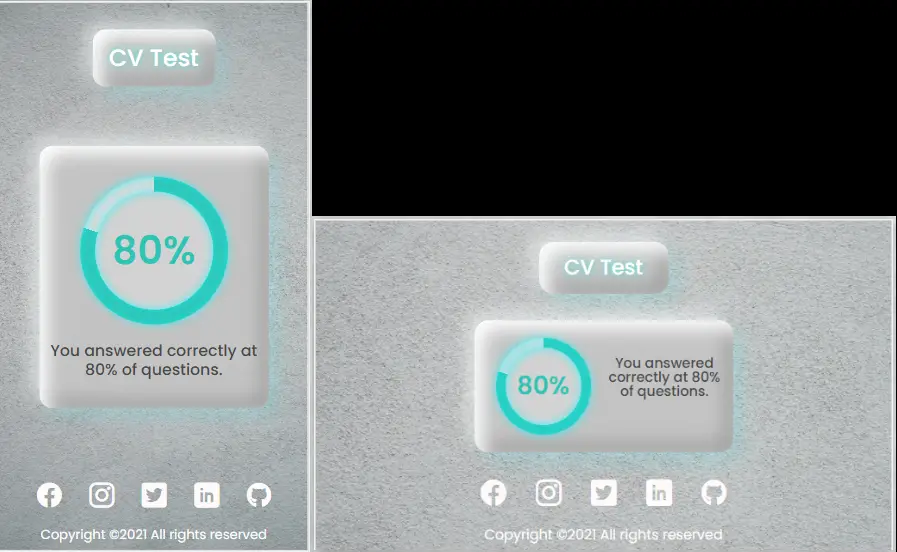 CV Test
80%
You answered correctly at
80% of questions.
Copyright ©2021 All rights reserved
CV Test
80%
You answered
correctly at 80%
of questions.
Copyright ©2021 All rights reserved